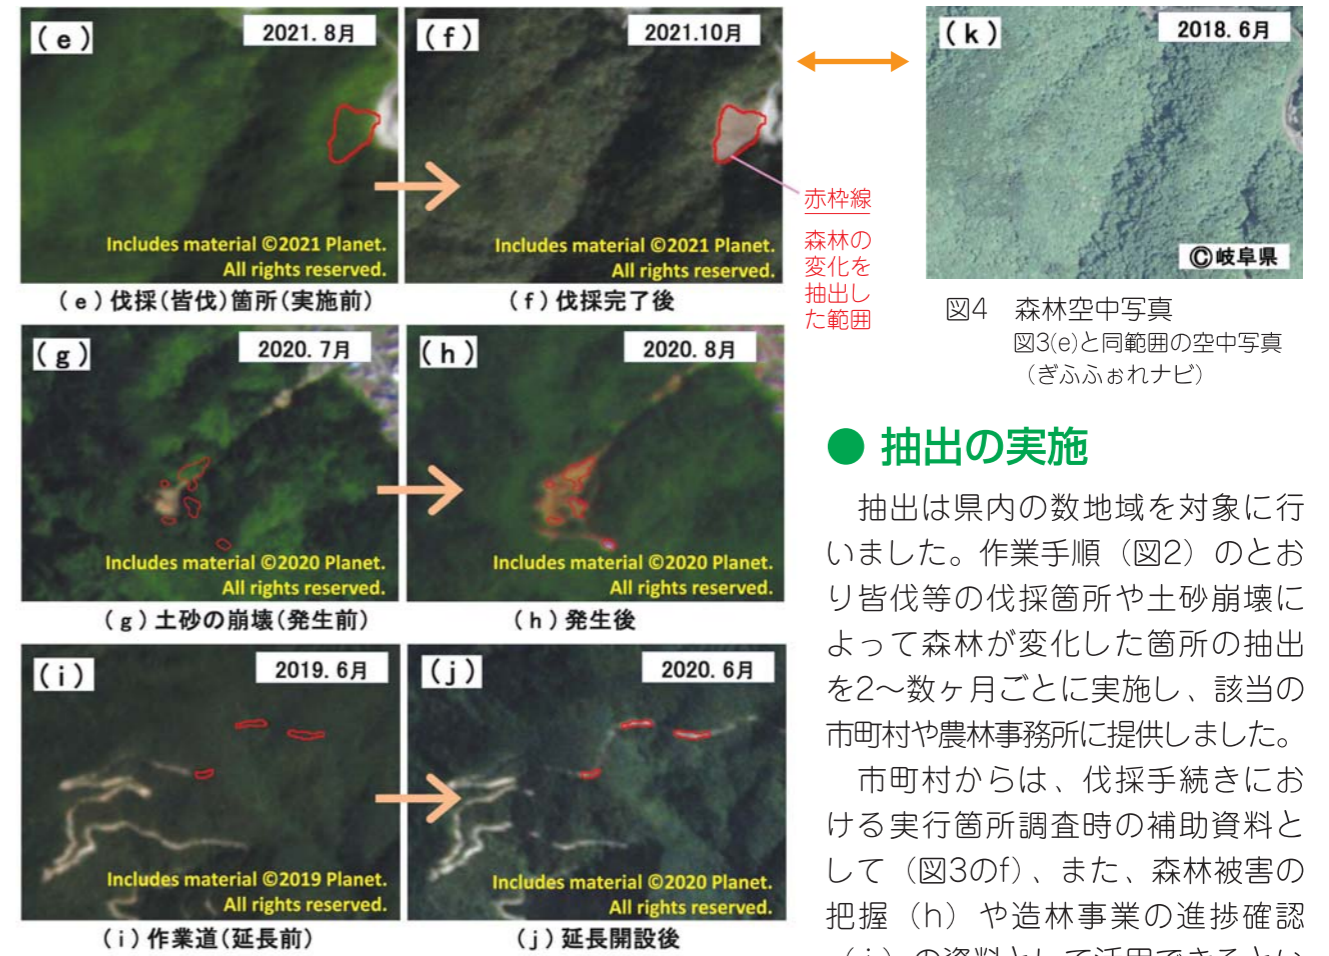 (e)
2021. 8月
Includes material ©2021 Planet.
All rights reserved.
(e)伐採(皆伐)箇所(実施前)
(f)
2021.10月
Includes material ©2021 Planet.
All rights reserved.
(f)伐採完了後
赤枠線
森林の
変化を
抽出し
た範囲
(k)
2018. 6月
©岐阜県
図4 森林空中写真
図3(e)と同範囲の空中写真
(ぎふふぉれナビ)
(g)
2020. 7月
Includes material ©2020 Planet.
All rights reserved.
(g)土砂の崩壊(発生前)
(h)
2020. 8月
Includes material ©2020 Planet.
All rights reserved.
(h)発生後
(i)
2019. 6月
Includes material ©2019 Planet.
All rights reserved.
(i)作業道(延長前)
(j)
2020. 6月
Includes material ©2020 Planet.
All rights reserved.
(j)延長開設後
● 抽出の実施
抽出は県内の数地域を対象に行
いました。作業手順(図2)のとお
り皆伐等の伐採箇所や土砂崩壊に
よって森林が変化した箇所の抽出
を2~数ヶ月ごとに実施し、該当の
市町村や農林事務所に提供しました。
市町村からは、伐採手続きにお
ける実行箇所調査時の補助資料と
して(図3のf)、また、森林被害の
把握(h)や造林事業の進捗確認
(j)の資料として活用できるとい